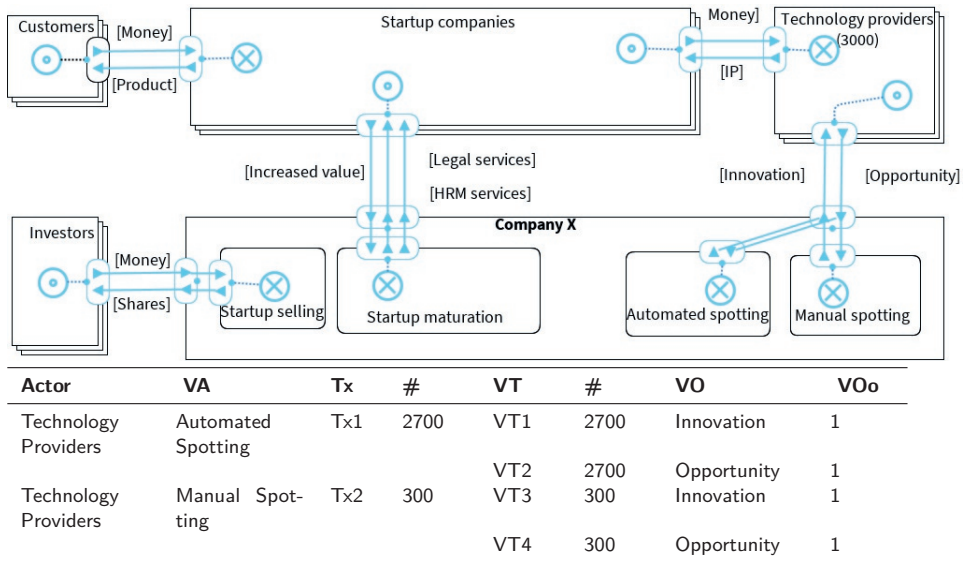 Customers
[Money]
[Product]
Startup companies
Money]
[IP]
Technology providers
(3000)
[Increased value]
[Legal services]
[HRM services]
[Innovation]
[Opportunity]
Company X
Investors
[Money]
[Shares]
Startup selling
Startup maturation
Automated spotting
Manual spotting
Actor VA Tx # VT # VO VOo
Technology Automated Tx1 2700 VT1 2700 Innovation 1
Providers Spotting
VT2 2700 Opportunity 1
Technology Manual Spot- Tx2 300 VT3 300 Innovation 1
Providers ting
VT4 300 Opportunity 1